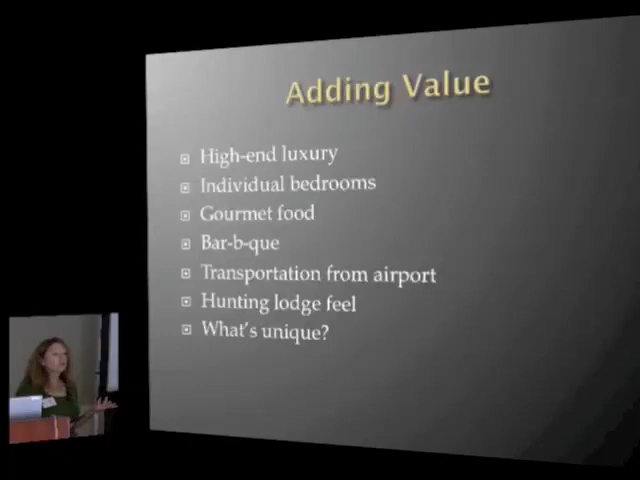 Adding Value
High-end luxury
Individual bedrooms
Gourmet food
Bar-b-que
Transportation from airport
Hunting lodge feel
What's unique?